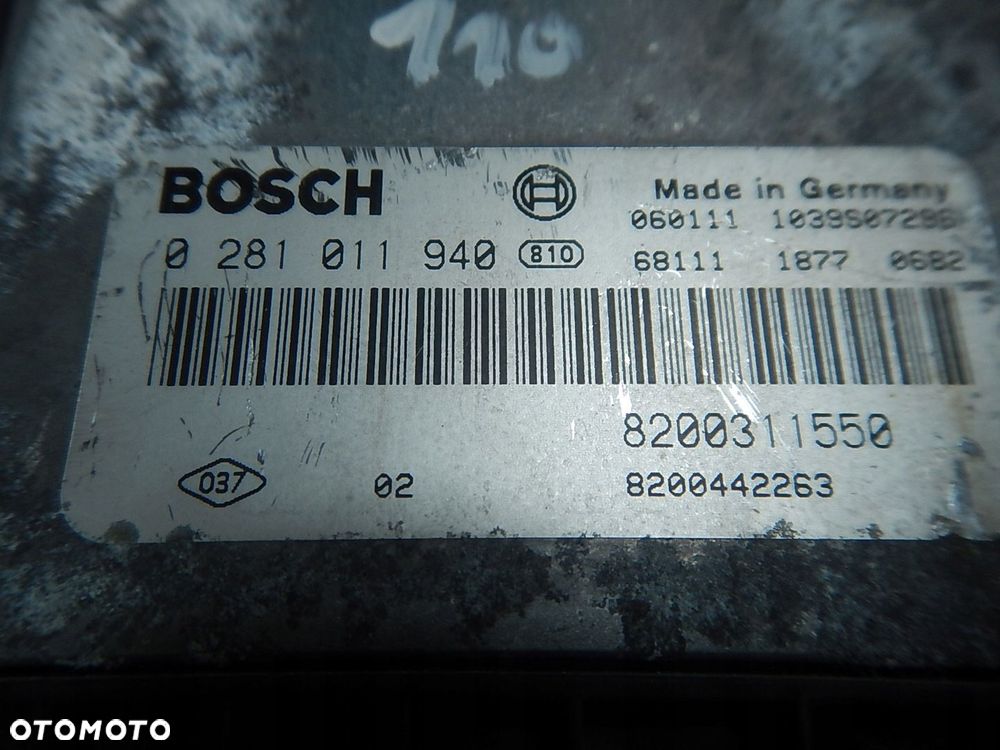 110
BOSCH
Made in Germany
060111 1039S07296
0 281 011 940 810
68111 1877 0682
8200311550
037 02
8200442263
OTOMOTO